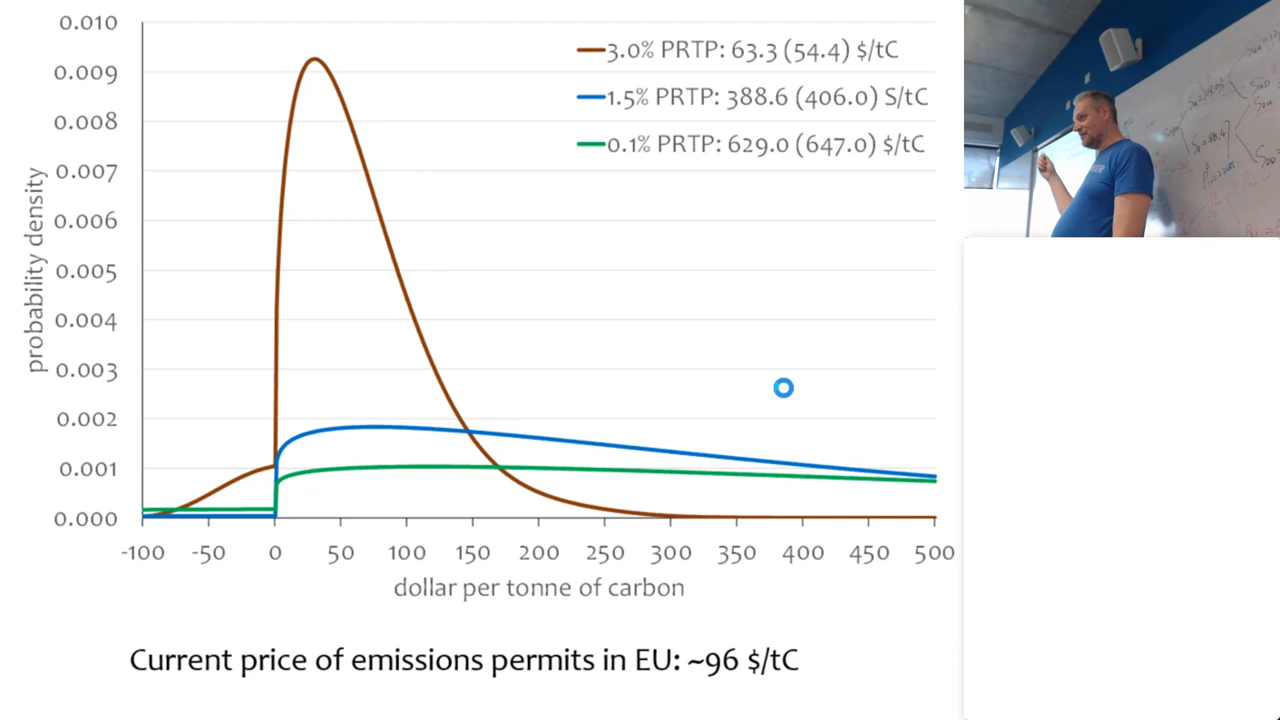 0.010
0.009
0.008
0.007
0.006
0.005
0.004
0.003
0.002
0.001
0.000
probability density
3.0% PRTP: 63.3 (54.4) $/tC
1.5% PRTP: 388.6 (406.0) S/tC
0.1% PRTP: 629.0 (647.0) $/tC
-100 -50 0 50 100 150 200 250 300 350 400 450 500
dollar per tonne of carbon
Current price of emissions permits in EU: ~96 $/tC